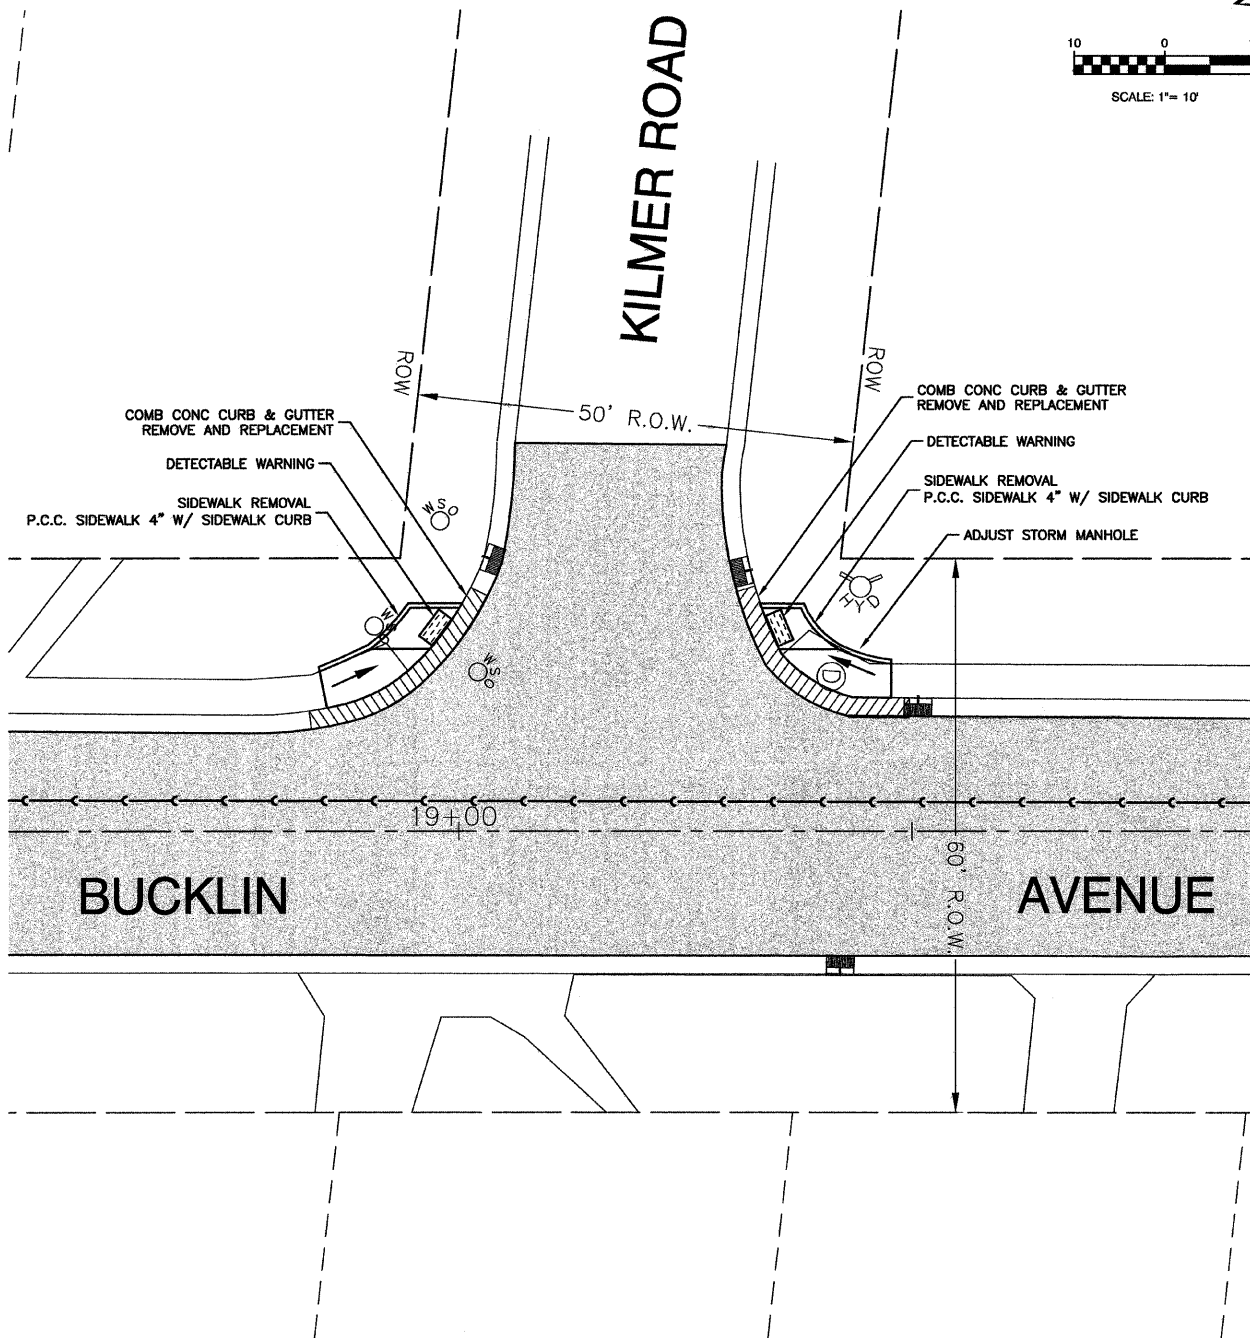 10 0
SCALE: 1"= 10'
KILMER ROAD
ROW
ROW
50' R.O.W.
COMB CONC CURB & GUTTER
REMOVE AND REPLACEMENT
DETECTABLE WARNING
SIDEWALK REMOVAL
P.C.C. SIDEWALK 4" W/ SIDEWALK CURB
COMB CONC CURB & GUTTER
REMOVE AND REPLACEMENT
DETECTABLE WARNING
SIDEWALK REMOVAL
P.C.C. SIDEWALK 4" W/ SIDEWALK CURB
ADJUST STORM MANHOLE
WSO
HYD
WSO
D
19+00
60' R.O.W.
BUCKLIN AVENUE